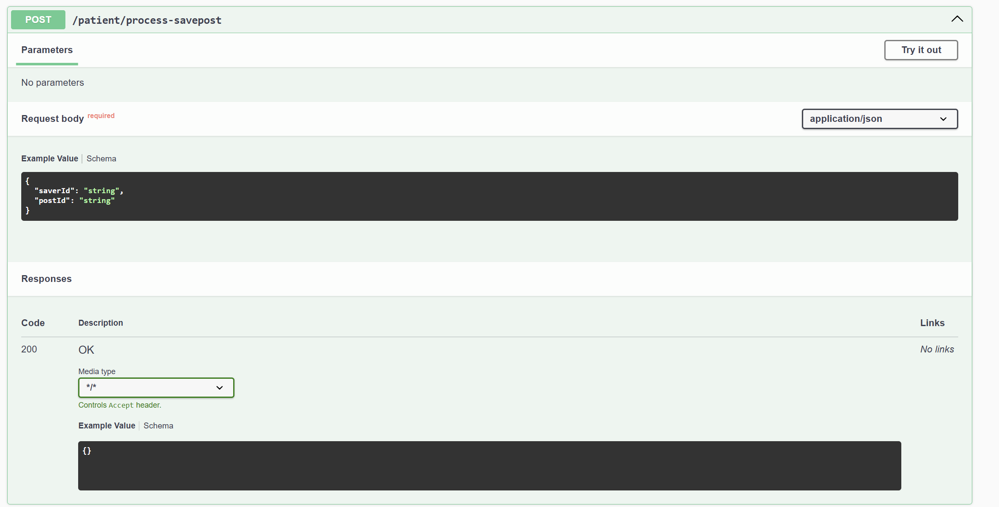 POST /patient/process-savepost
Parameters
Try it out
No parameters
Request body required
application/json
Example Value | Schema
{
  "saverId": "string",
  "postId": "string"
}
Responses
Code Description Links
200 OK No links
Media type
*/*
Controls Accept header.
Example Value | Schema
{}